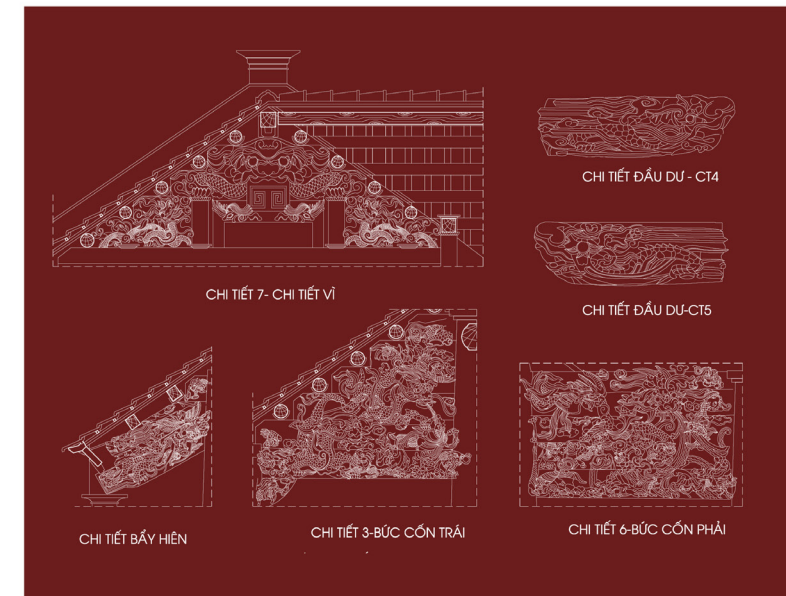 CHI TIẾT ĐẦU DƯ - CT4
CHI TIẾT 7- CHI TIẾT VÌ
CHI TIẾT ĐẦU DƯ-CT5
CHI TIẾT BẨY HIÊN
CHI TIẾT 3-BỨC CỐN TRÁI
CHI TIẾT 6-BỨC CỐN PHẢI